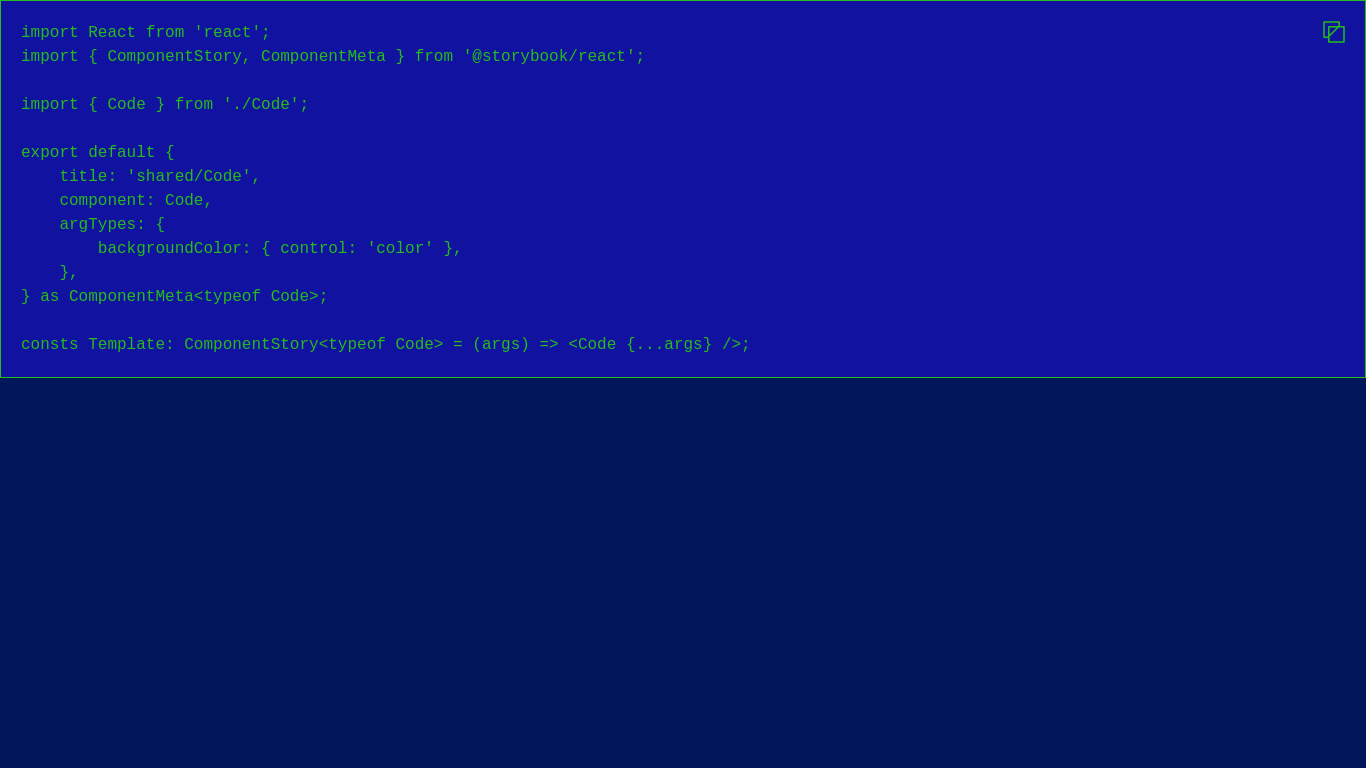 import React from 'react';
import { ComponentStory, ComponentMeta } from '@storybook/react';

import { Code } from './Code';

export default {
    title: 'shared/Code',
    component: Code,
    argTypes: {
        backgroundColor: { control: 'color' },
    },
} as ComponentMeta<typeof Code>;

consts Template: ComponentStory<typeof Code> = (args) => <Code {...args} />;